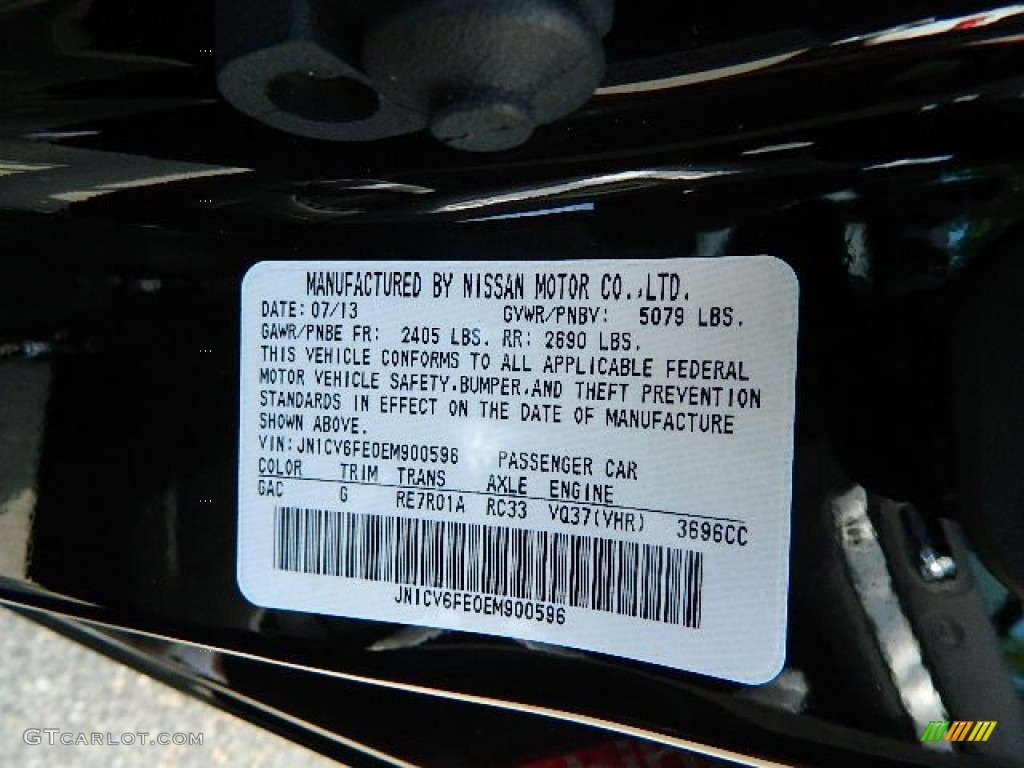 MANUFACTURED BY NISSAN MOTOR CO.,LTD.
DATE: 07/13 GVWR/PNBV: 5079 LBS.
GAWR/PNBE FR: 2405 LBS. RR: 2690 LBS.
THIS VEHICLE CONFORMS TO ALL APPLICABLE FEDERAL
MOTOR VEHICLE SAFETY,BUMPER,AND THEFT PREVENTION
STANDARDS IN EFFECT ON THE DATE OF MANUFACTURE
SHOWN ABOVE.
VIN:JN1CV6FE0EM900596 PASSENGER CAR
COLOR TRIM TRANS AXLE ENGINE
GAC G RE7R01A RC33 VQ37(VHR) 3696CC
JN1CV6FE0EM900596
GTCARLOT.COM